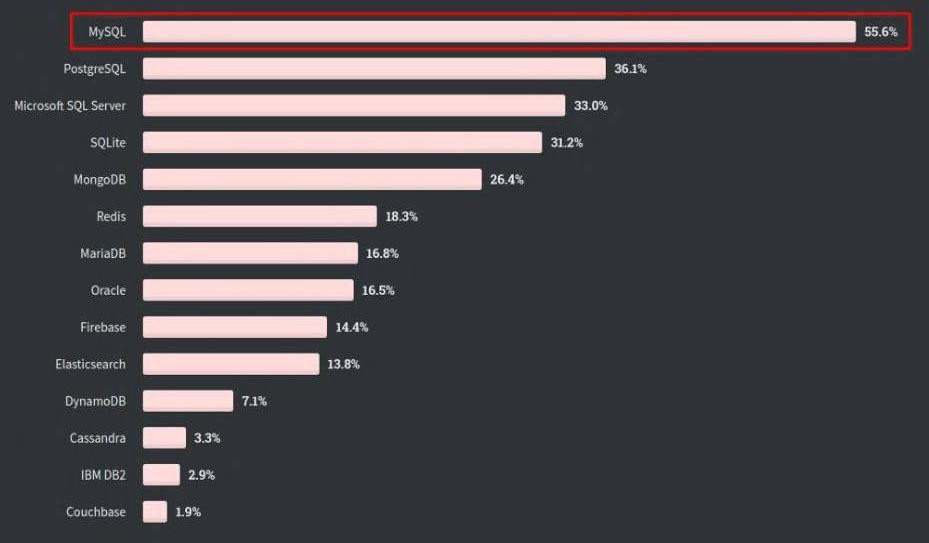 MySQL 55.6%
PostgreSQL 36.1%
Microsoft SQL Server 33.0%
SQLite 31.2%
MongoDB 26.4%
Redis 18.3%
MariaDB 16.8%
Oracle 16.5%
Firebase 14.4%
Elasticsearch 13.8%
DynamoDB 7.1%
Cassandra 3.3%
IBM DB2 2.9%
Couchbase 1.9%